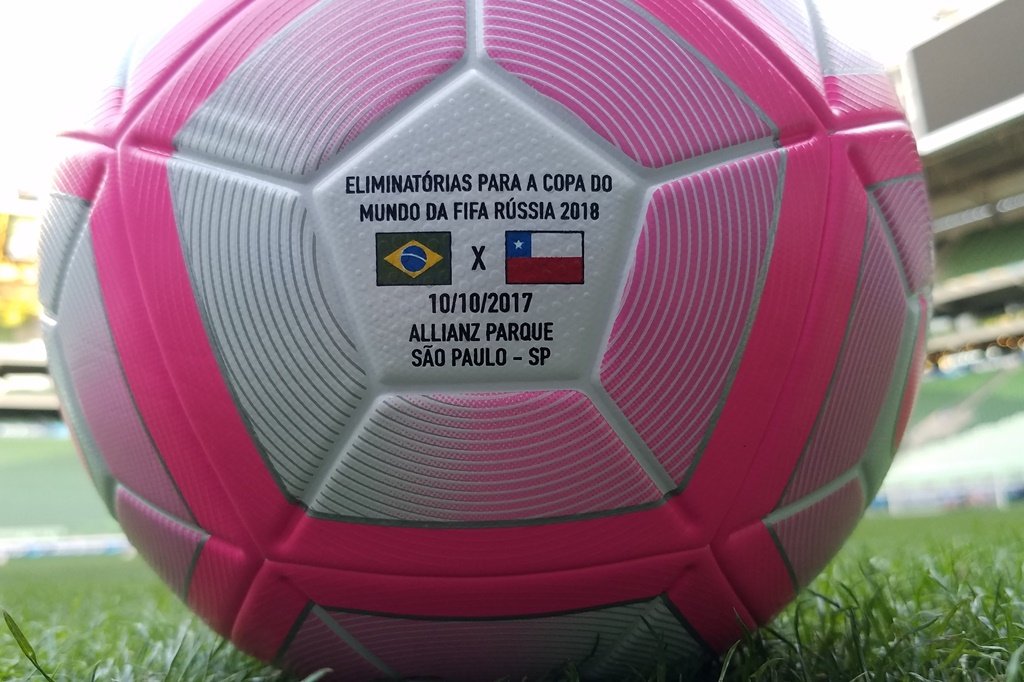 ELIMINATÓRIAS PARA A COPA DO
MUNDO DA FIFA RÚSSIA 2018
X
10/10/2017
ALLIANZ PARQUE
SÃO PAULO - SP